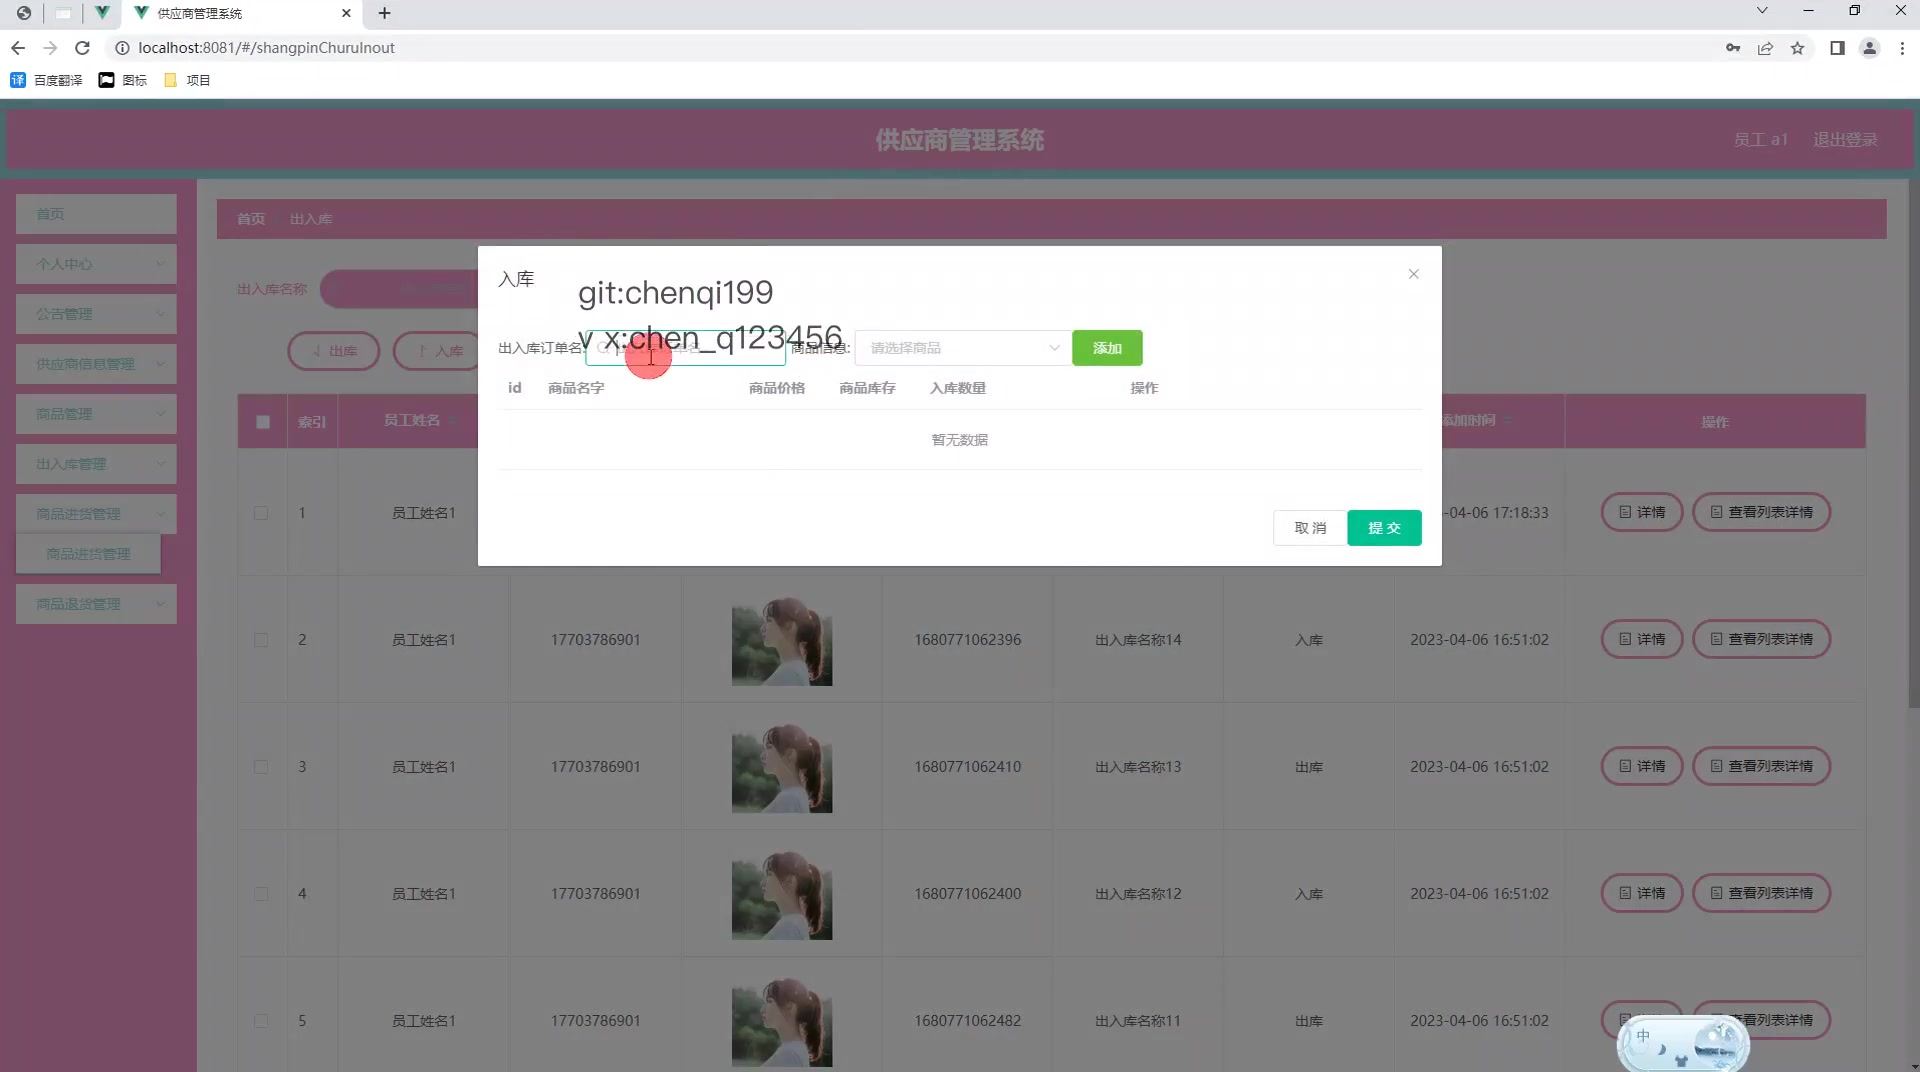 供应商管理系统
localhost:8081/#/shangpinChuruInout
百度翻译 图标 项目
供应商管理系统
员工 a1 退出登录
首页
个人中心
公告管理
供应商信息管理
商品管理
出入库管理
商品进货管理
商品进货管理
商品退货管理
首页 出入库
出入库名称
出库 入库
索引 员工姓名 添加时间 操作
入库
git:chenqi199
v x:chen_q123456
出入库订单名: 商品信息: 请选择商品 添加
id 商品名字 商品价格 商品库存 入库数量 操作
暂无数据
取 消 提 交
1 员工姓名1 -04-06 17:18:33 详情 查看列表详情
2 员工姓名1 17703786901 1680771062396 出入库名称14 入库 2023-04-06 16:51:02 详情 查看列表详情
3 员工姓名1 17703786901 1680771062410 出入库名称13 出库 2023-04-06 16:51:02 详情 查看列表详情
4 员工姓名1 17703786901 1680771062400 出入库名称12 入库 2023-04-06 16:51:02 详情 查看列表详情
5 员工姓名1 17703786901 1680771062482 出入库名称11 出库 2023-04-06 16:51:02 查看列表详情
中